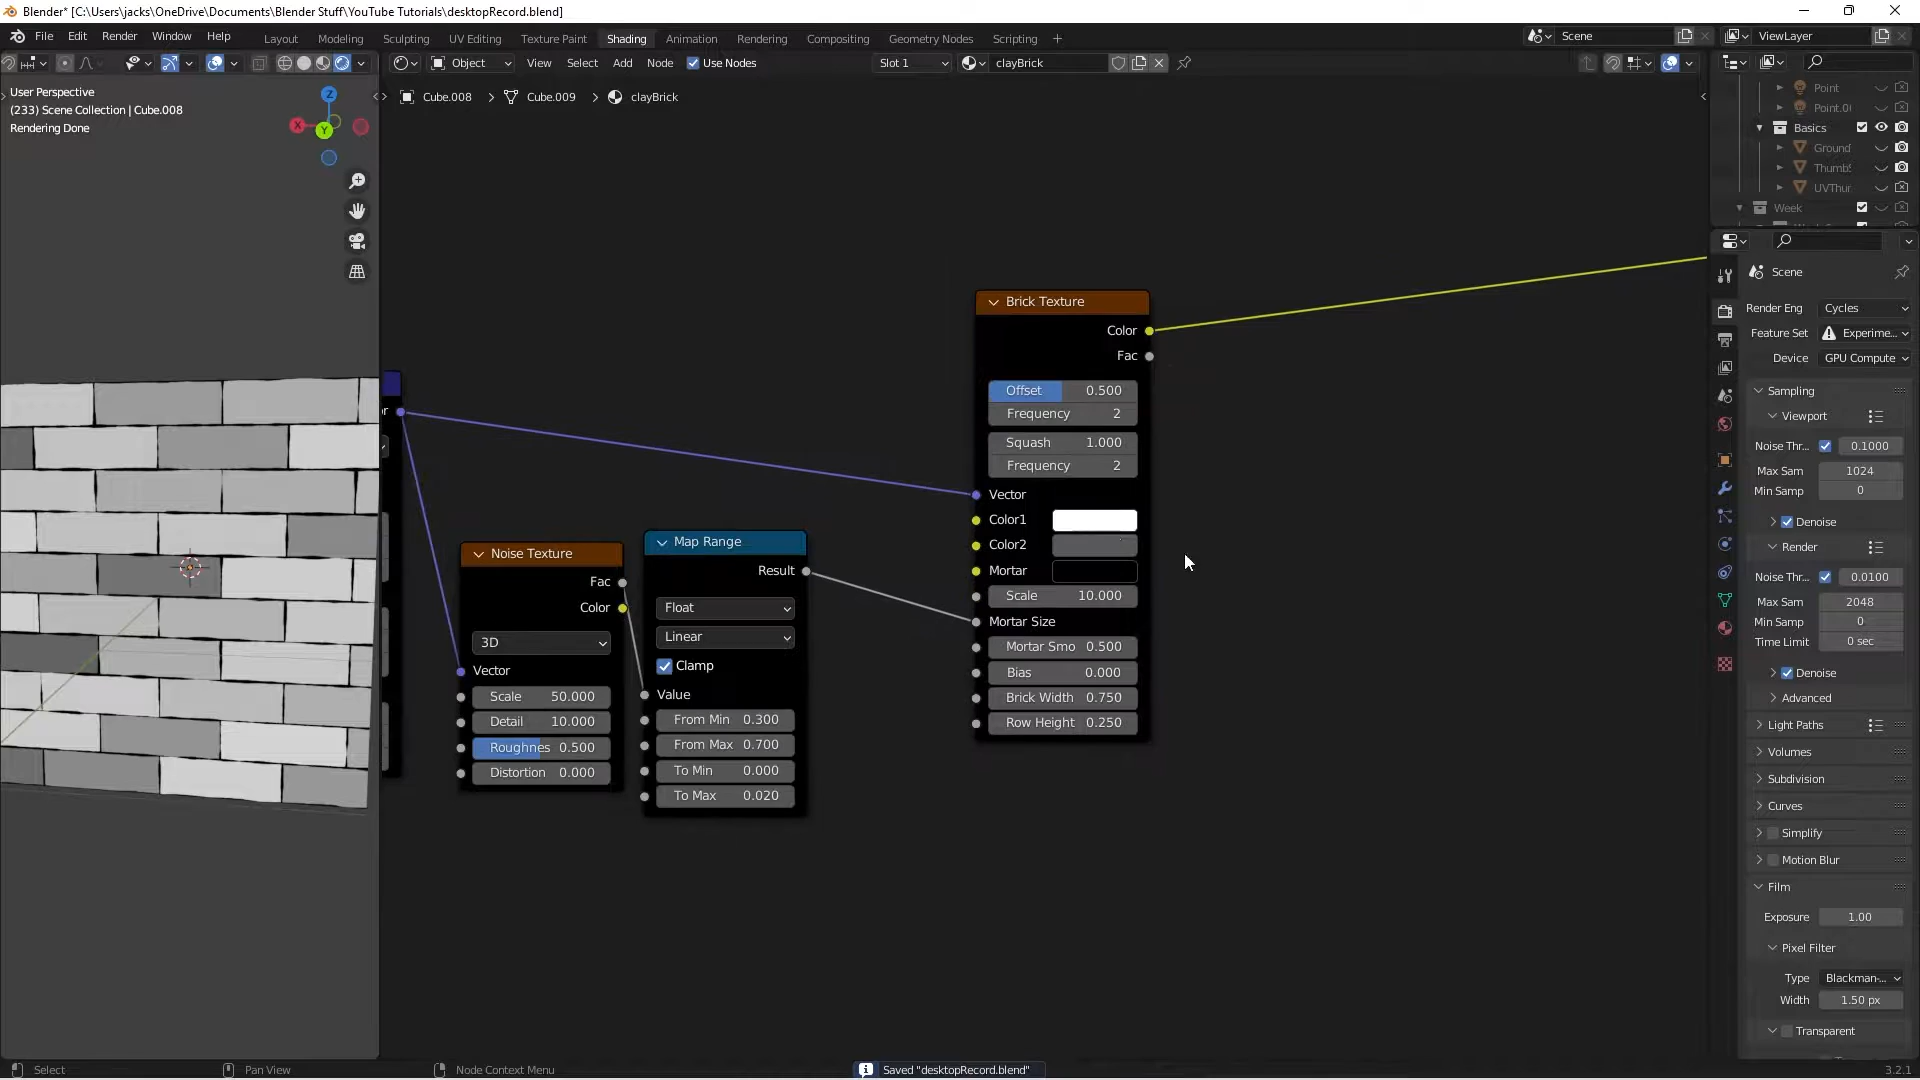 Blender* [C:\Users\jacks\OneDrive\Documents\Blender Stuff\YouTube Tutorials\desktopRecord.blend]
File Edit Render Window Help Layout Modeling Sculpting UV Editing Texture Paint Shading Animation Rendering Compositing Geometry Nodes Scripting + Scene ViewLayer
Object View Select Add Node Use Nodes Slot 1 clayBrick
User Perspective
(233) Scene Collection | Cube.008
Rendering Done
Z
X
Y
Cube.008 > Cube.009 > clayBrick
Point
Basics
Ground
UVThur
Week
Brick Texture
Color
Fac
Offset 0.500
Frequency 2
Squash 1.000
Frequency 2
Vector
Color1
Color2
Mortar
Scale 10.000
Mortar Size
Mortar Smo 0.500
Bias 0.000
Brick Width 0.750
Row Height 0.250
Noise Texture
Fac
Color
3D
Vector
Scale 50.000
Detail 10.000
Roughnes 0.500
Distortion 0.000
Map Range
Result
Float
Linear
Clamp
Value
From Min 0.300
From Max 0.700
To Min 0.000
To Max 0.020
Scene
Render Eng Cycles
Feature Set Experime...
Device GPU Compute
Sampling
Viewport
Noise Thr... 0.1000
Max Sam 1024
Min Samp 0
Denoise
Render
Noise Thr... 0.0100
Max Sam 2048
Min Samp 0
Time Limit 0 sec
Denoise
Advanced
Light Paths
Volumes
Subdivision
Curves
Simplify
Motion Blur
Film
Exposure 1.00
Pixel Filter
Type Blackman-...
Width 1.50 px
Transparent
Select Pan View Node Context Menu Saved "desktopRecord.blend" 3.2.1